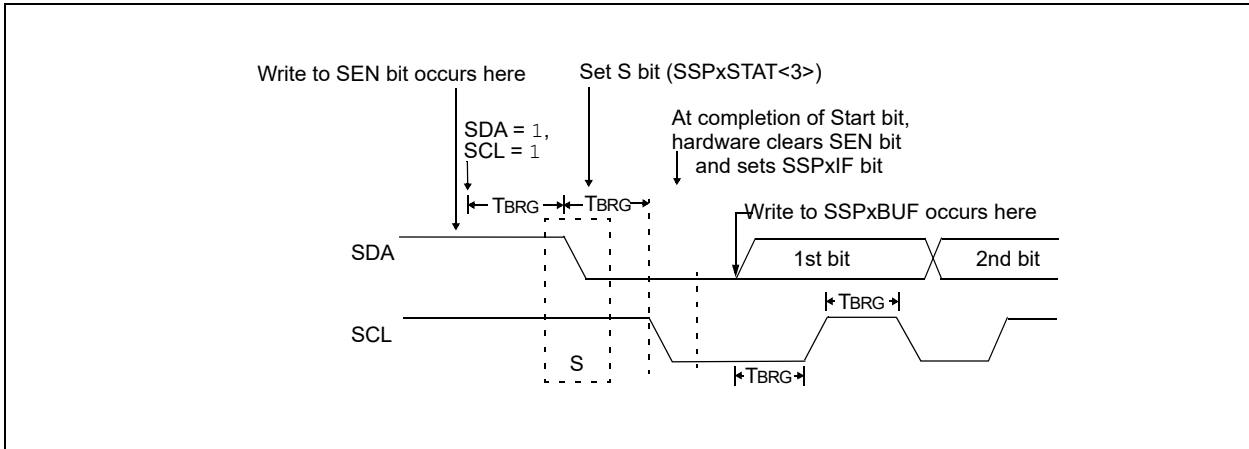 Write to SEN bit occurs here
Set S bit (SSPxSTAT<3>)
SDA = 1,
SCL = 1
At completion of Start bit,
hardware clears SEN bit
and sets SSPxIF bit
TBRG
TBRG
Write to SSPxBUF occurs here
SDA
1st bit
2nd bit
TBRG
SCL
S
TBRG